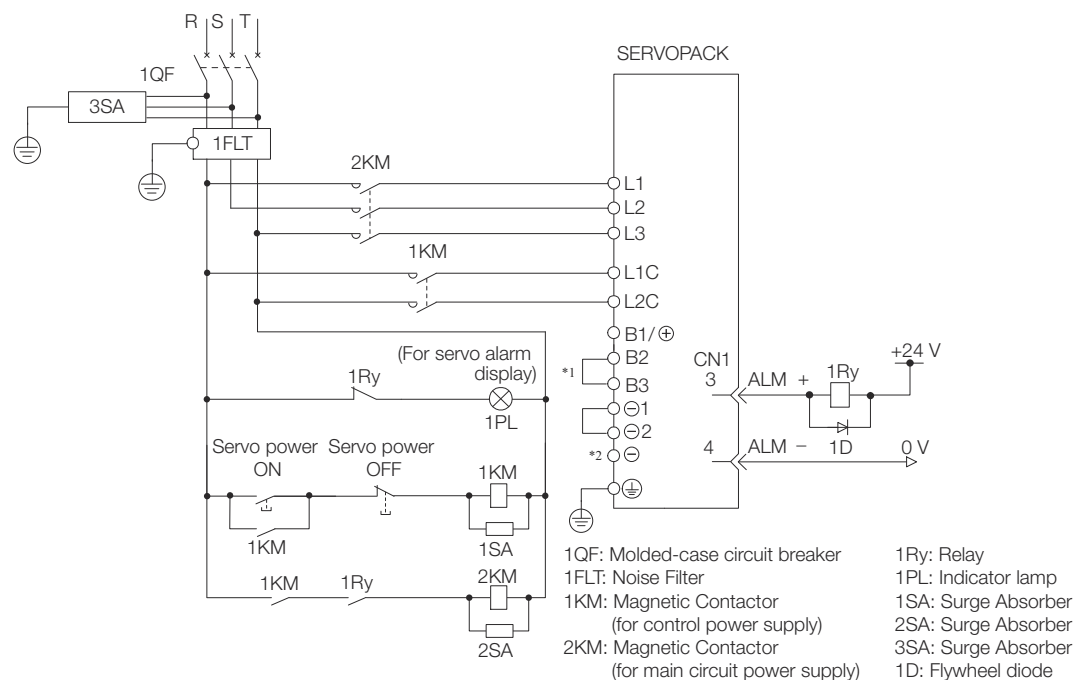 R S T
SERVOPACK
1QF
3SA
1FLT
2KM
L1
L2
L3
1KM
L1C
L2C
B1/⊕
(For servo alarm
display)
B2
CN1
+24 V
*1
1Ry
B3
3
ALM +
1Ry
1PL
⊖1
1D
⊖2
Servo power
ON
Servo power
OFF
*2
⊖
4
ALM −
0 V
1KM
1KM
1SA
1KM
1Ry
2KM
2SA
1QF: Molded-case circuit breaker
1FLT: Noise Filter
1KM: Magnetic Contactor
(for control power supply)
2KM: Magnetic Contactor
(for main circuit power supply)
1Ry: Relay
1PL: Indicator lamp
1SA: Surge Absorber
2SA: Surge Absorber
3SA: Surge Absorber
1D: Flywheel diode